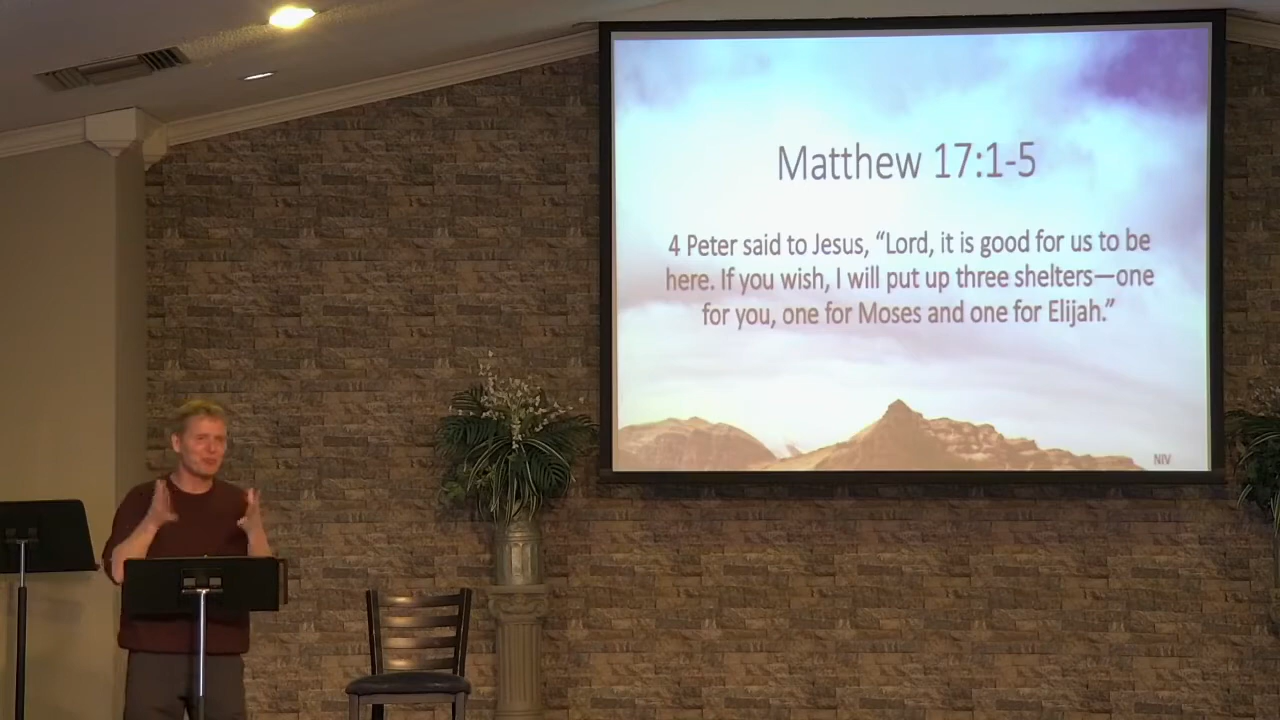 Matthew 17:1-5
4 Peter said to Jesus, “Lord, it is good for us to be
here. If you wish, I will put up three shelters—one
for you, one for Moses and one for Elijah.”
NIV